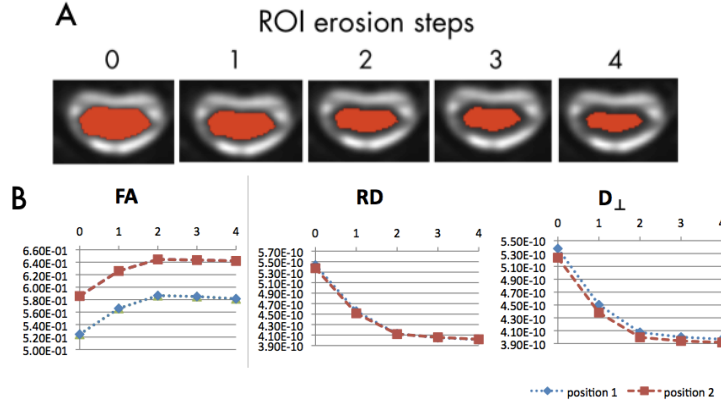 A
ROI erosion steps
0 1 2 3 4
B
FA
0 1 2 3 4
6.60E-01
6.40E-01
6.20E-01
6.00E-01
5.80E-01
5.60E-01
5.40E-01
5.20E-01
5.00E-01
RD
0 1 2 3 4
5.70E-10
5.50E-10
5.30E-10
5.10E-10
4.90E-10
4.70E-10
4.50E-10
4.30E-10
4.10E-10
3.90E-10
D⊥
0 1 2 3 4
5.50E-10
5.30E-10
5.10E-10
4.90E-10
4.70E-10
4.50E-10
4.30E-10
4.10E-10
3.90E-10
position 1 position 2